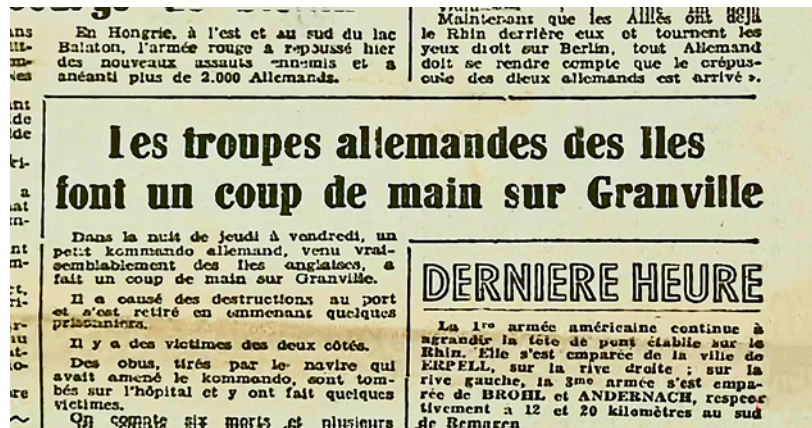 En Hongrie, à l'est et au sud du lac
Balaton, l'armée rouge a repoussé hier
des nouveaux assauts ennemis et a
anéanti plus de 2.000 Allemands.
Maintenant que les Alliés ont déjà
le Rhin derrière eux et tournent les
yeux droit sur Berlin, tout Allemand
doit se rendre compte que le crépus-
cule des dieux allemands est arrivé ».
Les troupes allemandes des Iles
font un coup de main sur Granville
Dans la nuit de jeudi à vendredi, un
petit kommando allemand, venu vrai-
semblablement des Iles anglaises, a
fait un coup de main sur Granville.
Il a causé des destructions au port
et s'est retiré en emmenant quelques
prisonniers.
Il y a des victimes des deux côtés.
Des obus, tirés par le navire qui
avait amené le kommando, sont tom-
bés sur l'hôpital et y ont fait quelques
victimes.
On compte six morts et plusieurs
DERNIERE HEURE
La 1re armée américaine continue à
agrandir la tête de pont établie sur le
Rhin. Elle s'est emparée de la ville de
ERPELL, sur la rive droite ; sur la
rive gauche, la 3me armée s'est empa-
rée de BROHL et ANDERNACH, respec
tivement à 12 et 20 kilomètres au sud
de Remagen